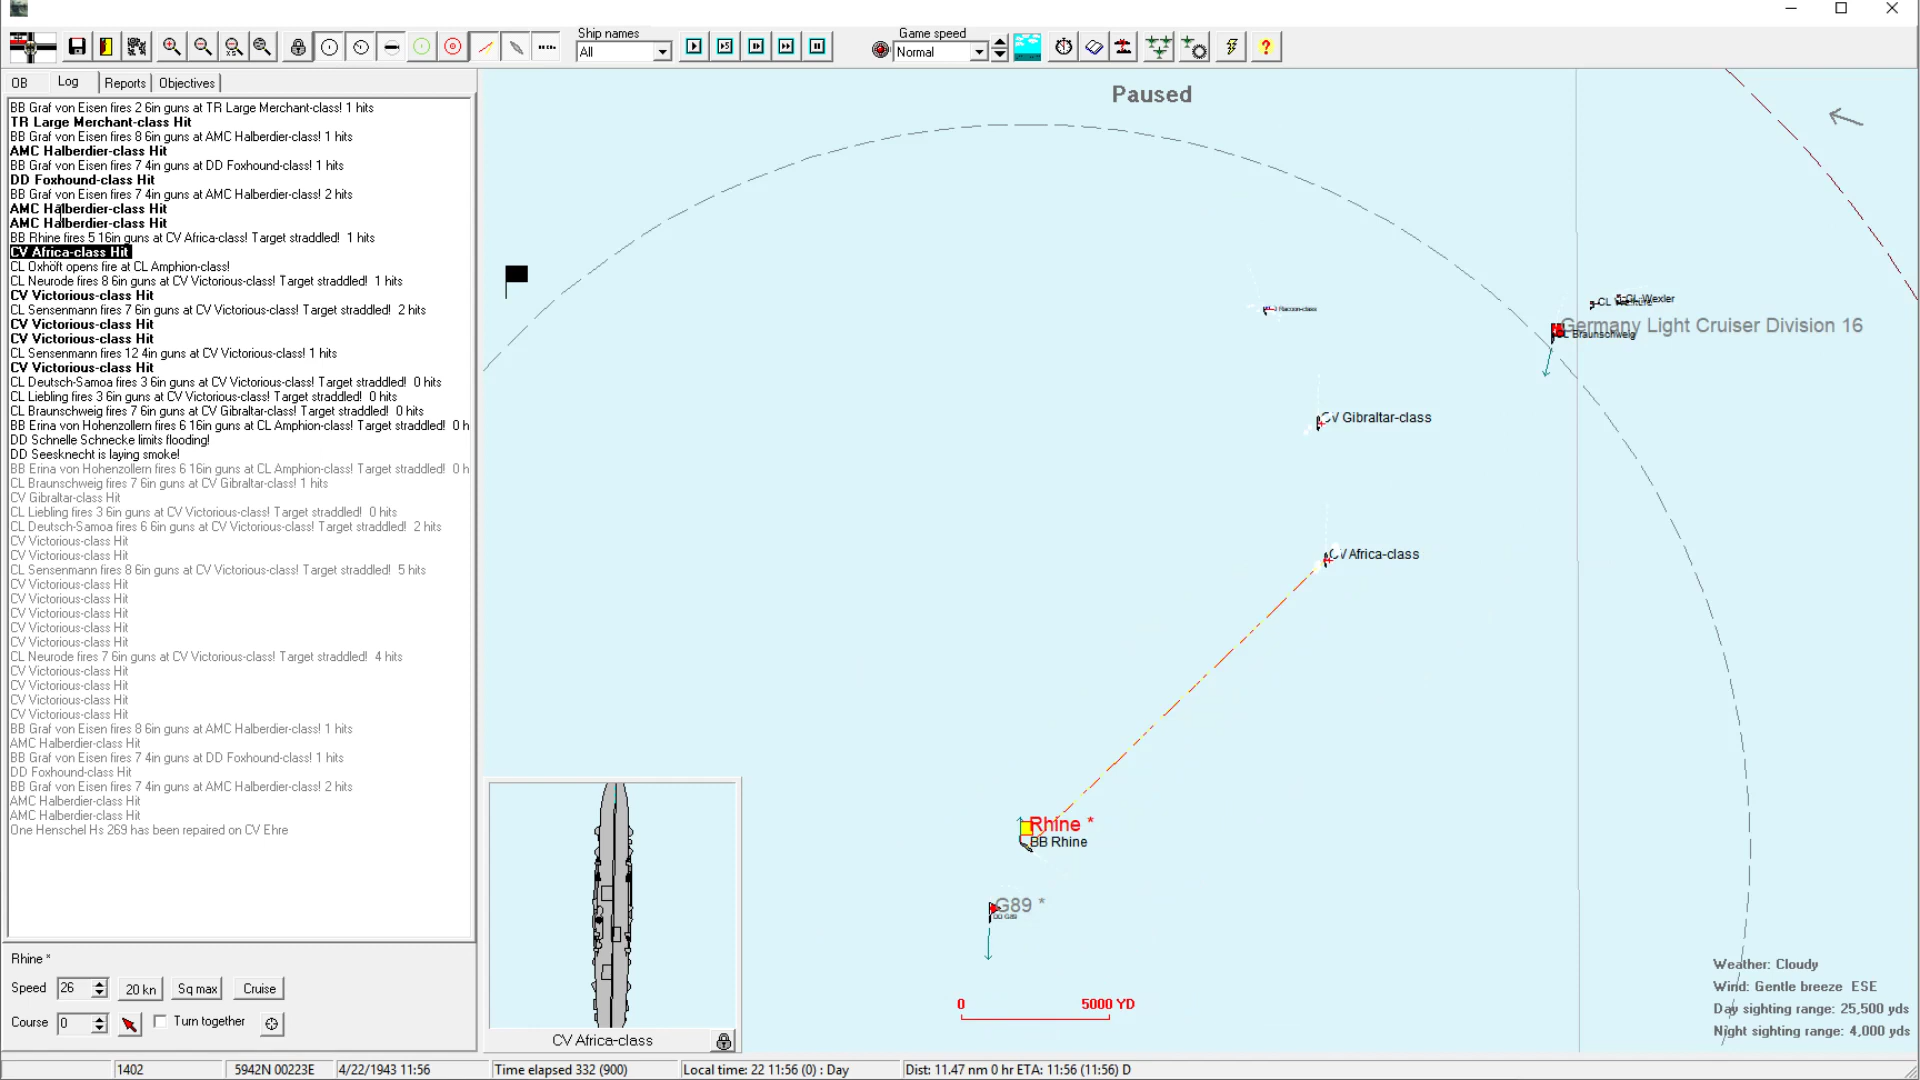 Ship names
All
Game speed
Normal
OB
Log
Reports
Objectives
BB Graf von Eisen fires 2 6in guns at TR Large Merchant-class! 1 hits
TR Large Merchant-class Hit
BB Graf von Eisen fires 8 6in guns at AMC Halberdier-class! 1 hits
AMC Halberdier-class Hit
BB Graf von Eisen fires 7 4in guns at DD Foxhound-class! 1 hits
DD Foxhound-class Hit
BB Graf von Eisen fires 7 4in guns at AMC Halberdier-class! 2 hits
AMC Halberdier-class Hit
AMC Halberdier-class Hit
BB Rhine fires 5 16in guns at CV Africa-class! Target straddled! 1 hits
CV Africa-class Hit
CL Oxhöft opens fire at CL Amphion-class!
CL Neurode fires 8 6in guns at CV Victorious-class! Target straddled! 1 hits
CV Victorious-class Hit
CL Sensenmann fires 7 6in guns at CV Victorious-class! Target straddled! 2 hits
CV Victorious-class Hit
CV Victorious-class Hit
CL Sensenmann fires 12 4in guns at CV Victorious-class! 1 hits
CV Victorious-class Hit
CL Deutsch-Samoa fires 3 6in guns at CV Victorious-class! Target straddled! 0 hits
CL Liebling fires 3 6in guns at CV Victorious-class! Target straddled! 0 hits
CL Braunschweig fires 7 6in guns at CV Gibraltar-class! Target straddled! 0 hits
BB Erina von Hohenzollern fires 6 16in guns at CL Amphion-class! Target straddled! 0 h
DD Schnelle Schnecke limits flooding!
DD Seesknecht is laying smoke!
BB Erina von Hohenzollern fires 6 16in guns at CL Amphion-class! Target straddled! 0 h
CL Braunschweig fires 7 6in guns at CV Gibraltar-class! 1 hits
CV Gibraltar-class Hit
CL Liebling fires 3 6in guns at CV Victorious-class! Target straddled! 0 hits
CL Deutsch-Samoa fires 6 6in guns at CV Victorious-class! Target straddled! 2 hits
CV Victorious-class Hit
CV Victorious-class Hit
CL Sensenmann fires 8 6in guns at CV Victorious-class! Target straddled! 5 hits
CV Victorious-class Hit
CV Victorious-class Hit
CV Victorious-class Hit
CV Victorious-class Hit
CV Victorious-class Hit
CL Neurode fires 7 6in guns at CV Victorious-class! Target straddled! 4 hits
CV Victorious-class Hit
CV Victorious-class Hit
CV Victorious-class Hit
CV Victorious-class Hit
BB Graf von Eisen fires 8 6in guns at AMC Halberdier-class! 1 hits
AMC Halberdier-class Hit
BB Graf von Eisen fires 7 4in guns at DD Foxhound-class! 1 hits
DD Foxhound-class Hit
BB Graf von Eisen fires 7 4in guns at AMC Halberdier-class! 2 hits
AMC Halberdier-class Hit
AMC Halberdier-class Hit
One Henschel Hs 269 has been repaired on CV Ehre
Paused
Racoon-class
CL Wexler
Germany Light Cruiser Division 16
CL Braunschweig
CV Gibraltar-class
CV Africa-class
Rhine *
BB Rhine
G89 *
DD G89
0 5000 YD
Weather: Cloudy
Wind: Gentle breeze ESE
Day sighting range: 25,500 yds
Night sighting range: 4,000 yds
CV Africa-class
Rhine *
Speed 26 20 kn Sq max Cruise
Course 0 Turn together
1402 5942N 00223E 4/22/1943 11:56 Time elapsed 332 (900) Local time: 22 11:56 (0) : Day Dist: 11.47 nm 0 hr ETA: 11:56 (11:56) D